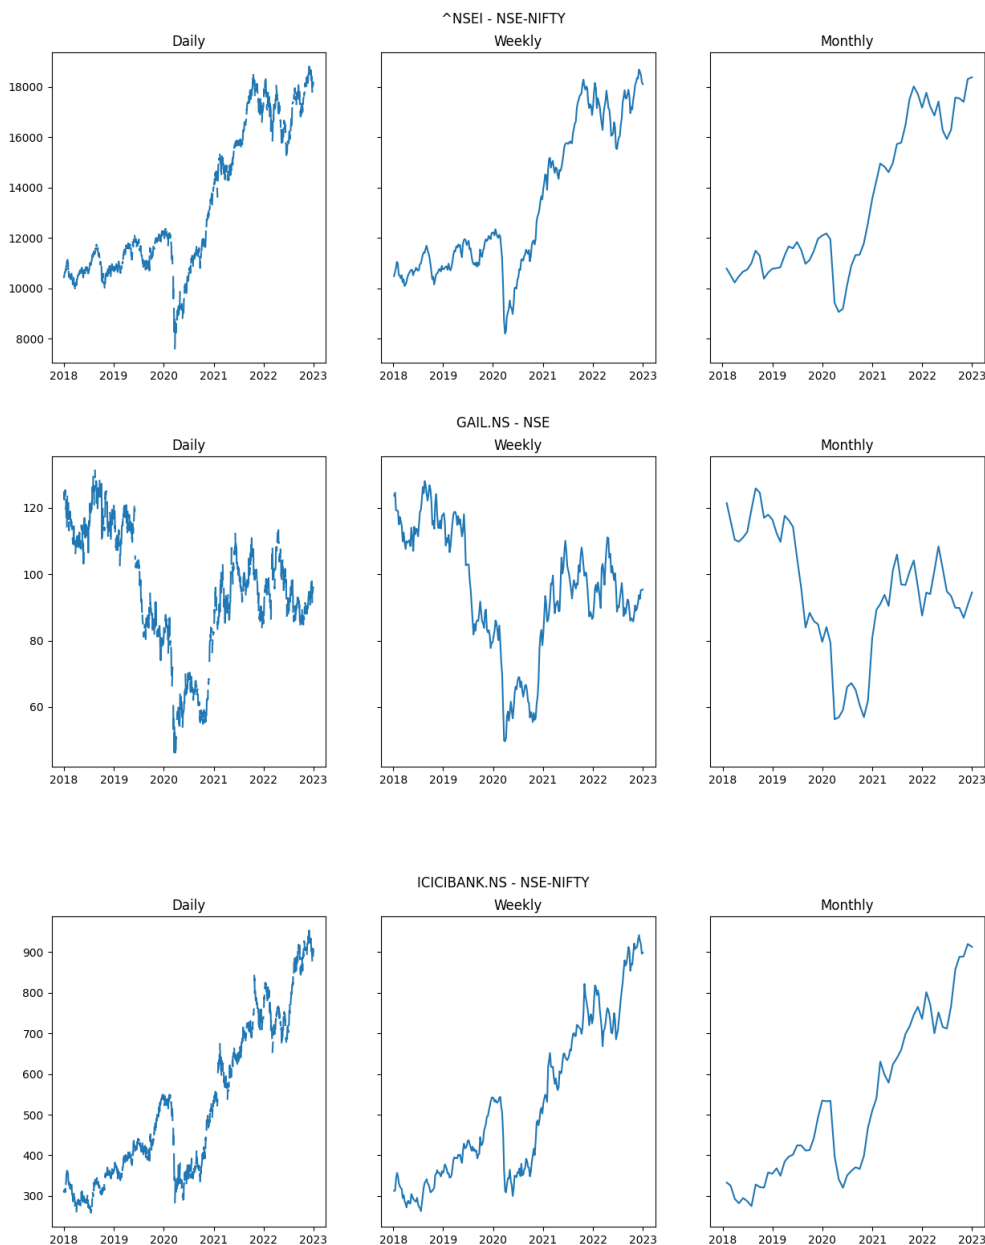 ^NSEI - NSE-NIFTY
Daily Weekly Monthly
18000
16000
14000
12000
10000
8000
2018 2019 2020 2021 2022 2023 2018 2019 2020 2021 2022 2023 2018 2019 2020 2021 2022 2023
GAIL.NS - NSE
Daily Weekly Monthly
120
100
80
60
2018 2019 2020 2021 2022 2023 2018 2019 2020 2021 2022 2023 2018 2019 2020 2021 2022 2023
ICICIBANK.NS - NSE-NIFTY
Daily Weekly Monthly
900
800
700
600
500
400
300
2018 2019 2020 2021 2022 2023 2018 2019 2020 2021 2022 2023 2018 2019 2020 2021 2022 2023